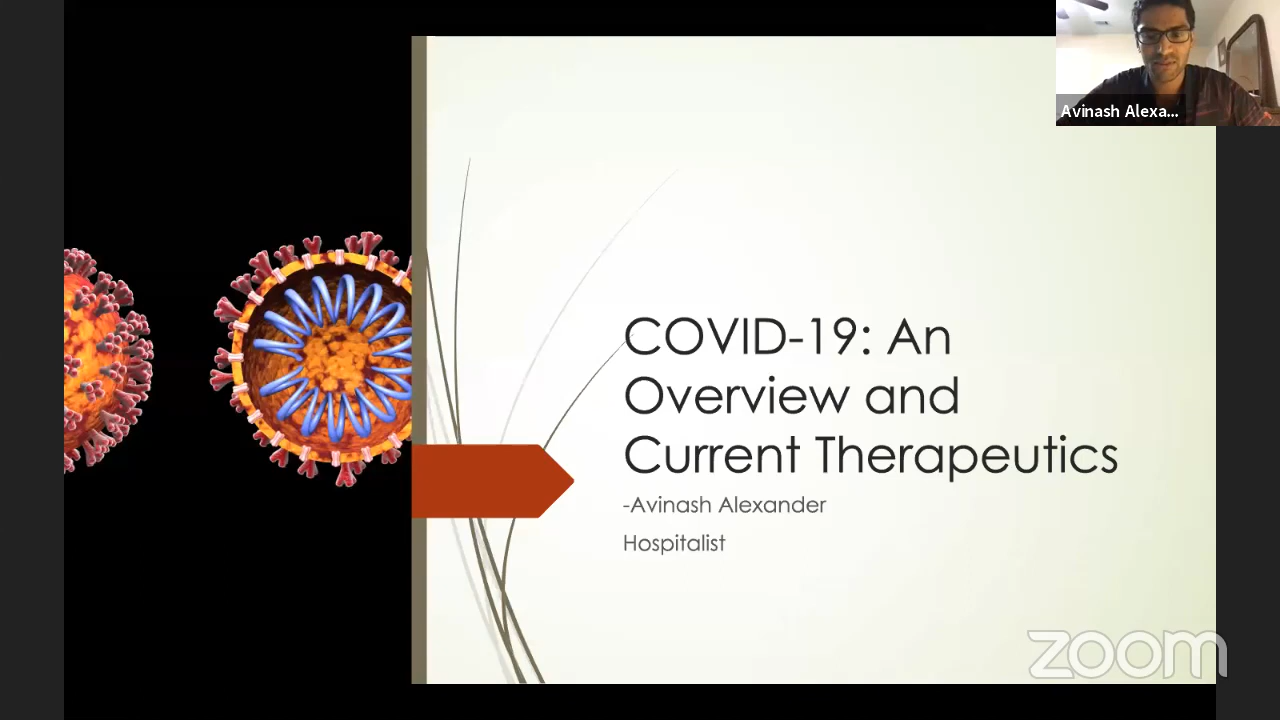 Avinash Alexa...
COVID-19: An
Overview and
Current Therapeutics
-Avinash Alexander
Hospitalist
zoom